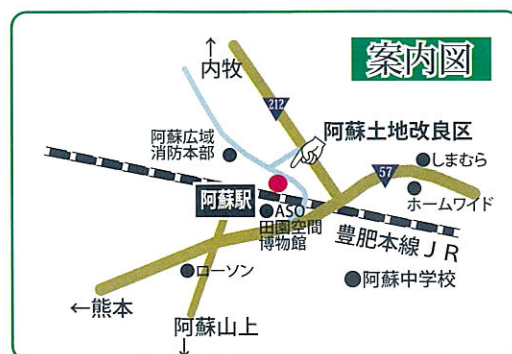 案内図
↑
内牧
212
阿蘇広域
消防本部
阿蘇土地改良区
57
しまむら
ホームワイド
阿蘇駅
ASO
田園空間
博物館
豊肥本線JR
ローソン
阿蘇中学校
←熊本
阿蘇山上
↓